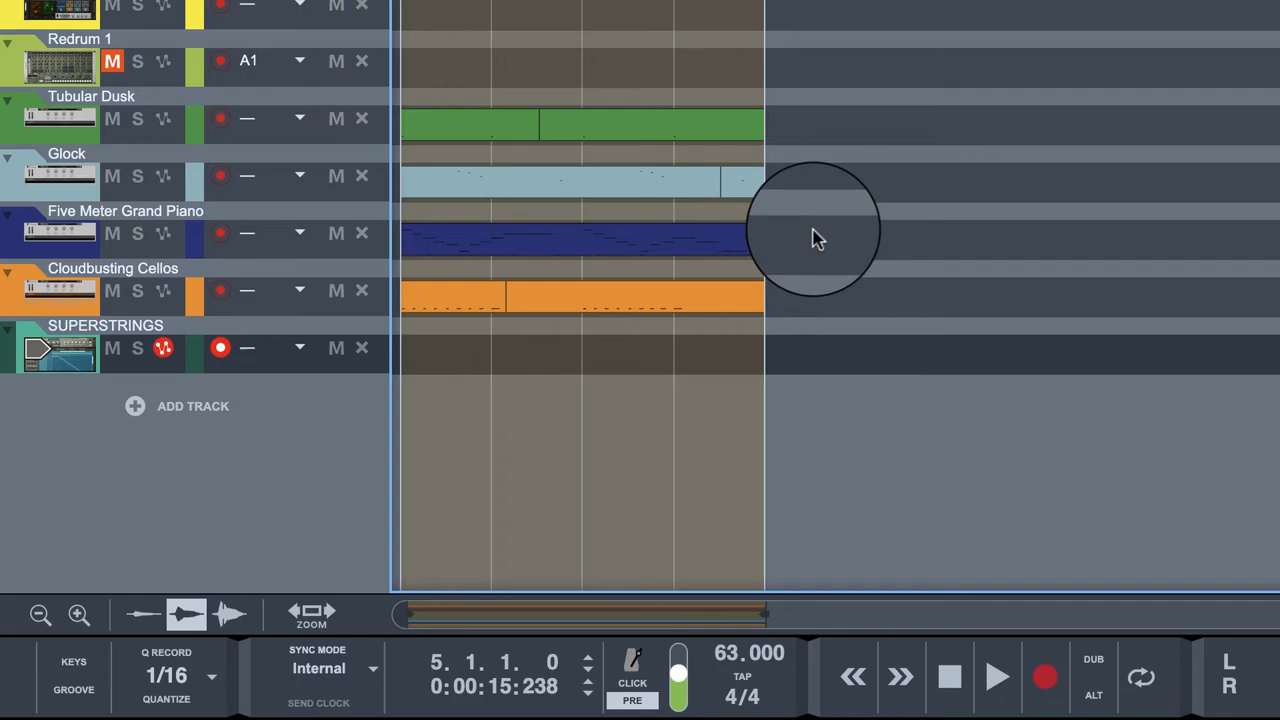 M S — M ×
Redrum 1
M S A1 M ×
Tubular Dusk
M S — M ×
Glock
M S — M ×
Five Meter Grand Piano
M S — M ×
Cloudbusting Cellos
M S — M ×
SUPERSTRINGS
M S — M ×
ADD TRACK
ZOOM
KEYS
GROOVE
Q RECORD
1/16
QUANTIZE
SYNC MODE
Internal
SEND CLOCK
5. 1. 1. 0
0:00:15:238
CLICK
PRE
63.000
TAP
4/4
DUB
ALT
L
R